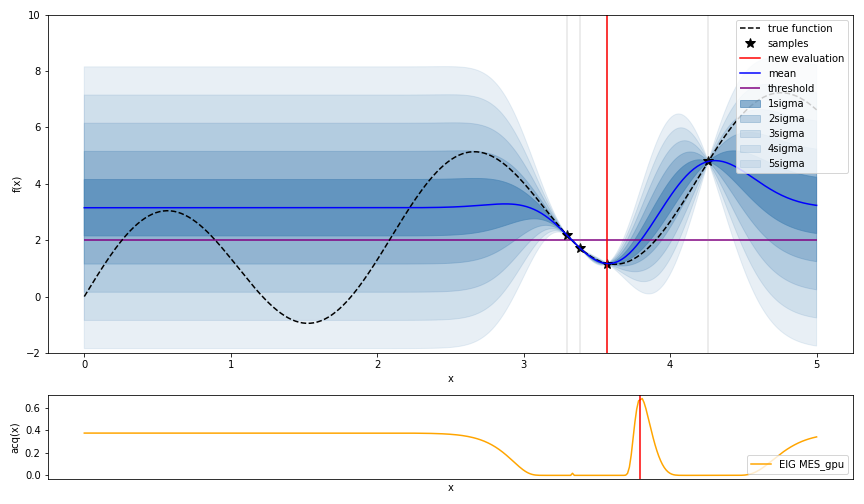 10
8
6
4
2
0
−2
f(x)
0 1 2 3 4 5
x
true function
samples
new evaluation
mean
threshold
1sigma
2sigma
3sigma
4sigma
5sigma
0.6
0.4
0.2
0.0
acq(x)
EIG MES_gpu
x